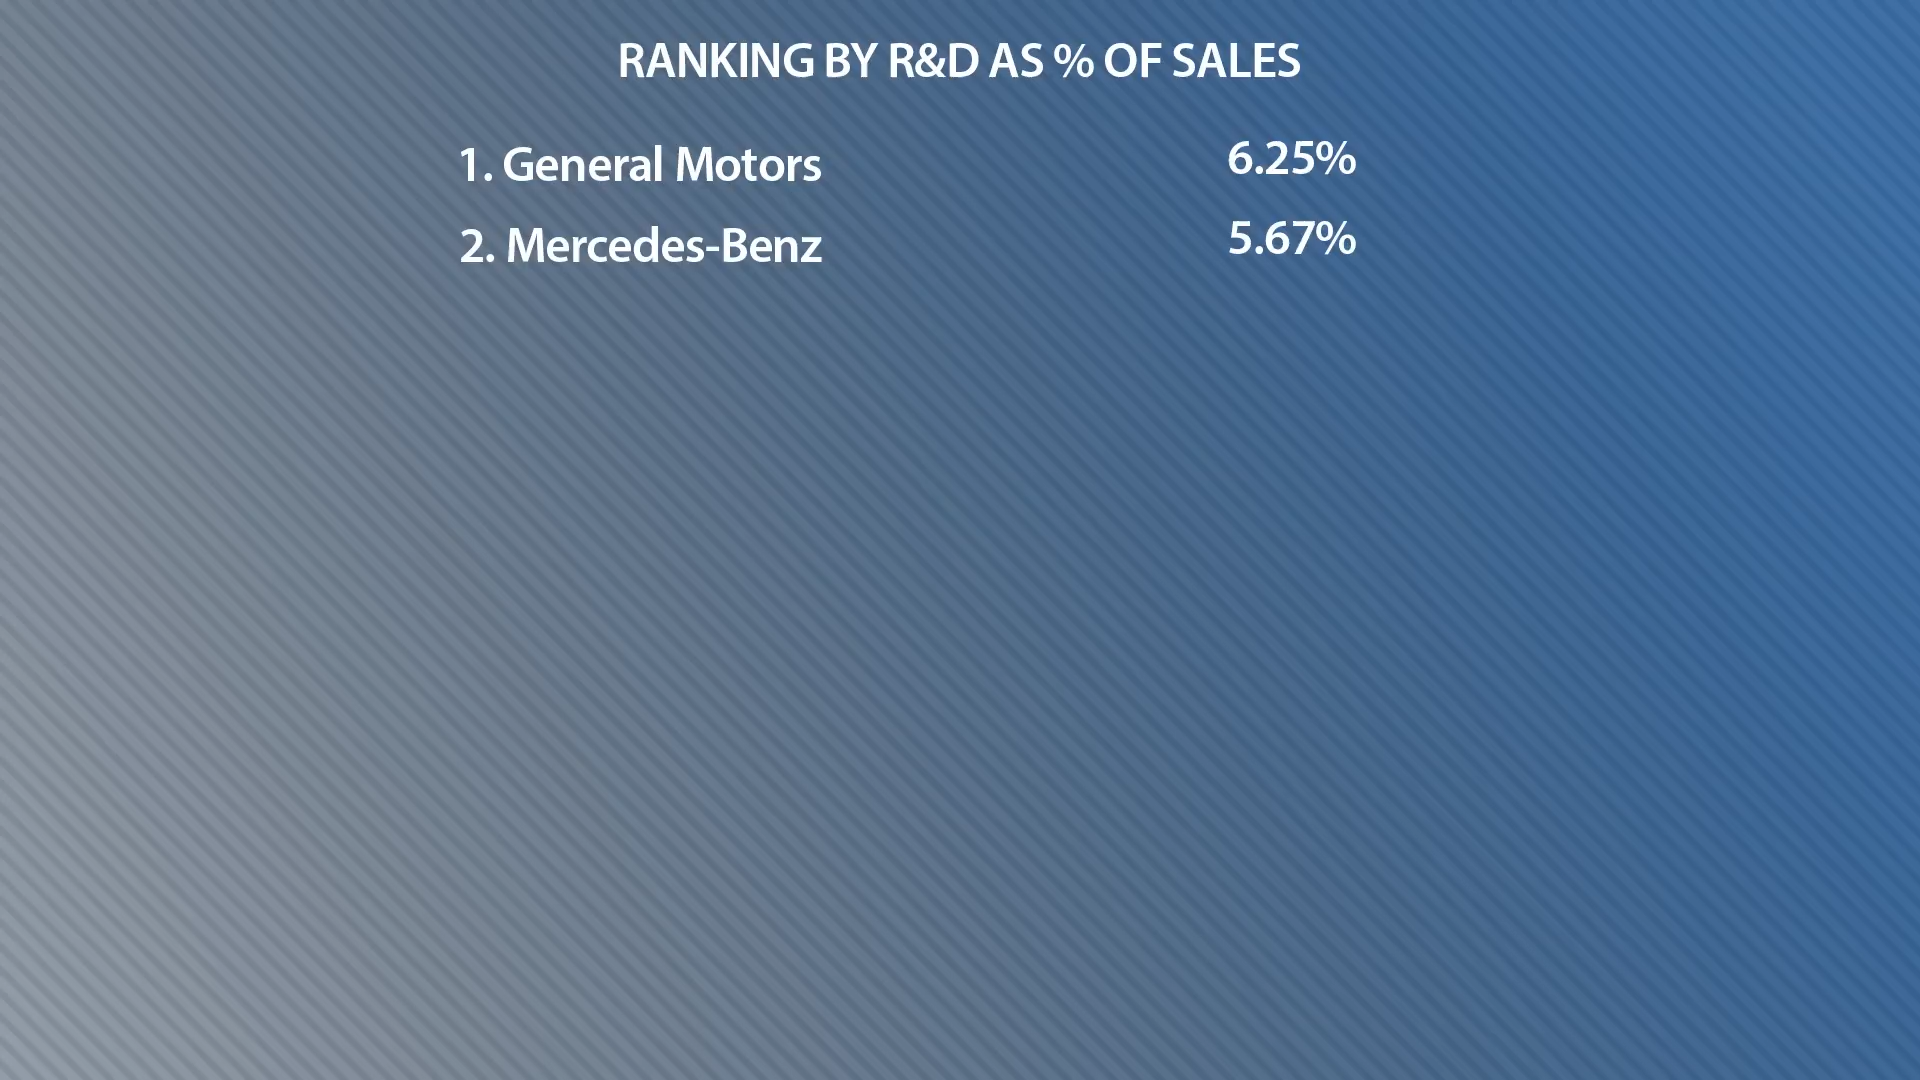 RANKING BY R&D AS % OF SALES
1. General Motors 6.25%
2. Mercedes-Benz 5.67%